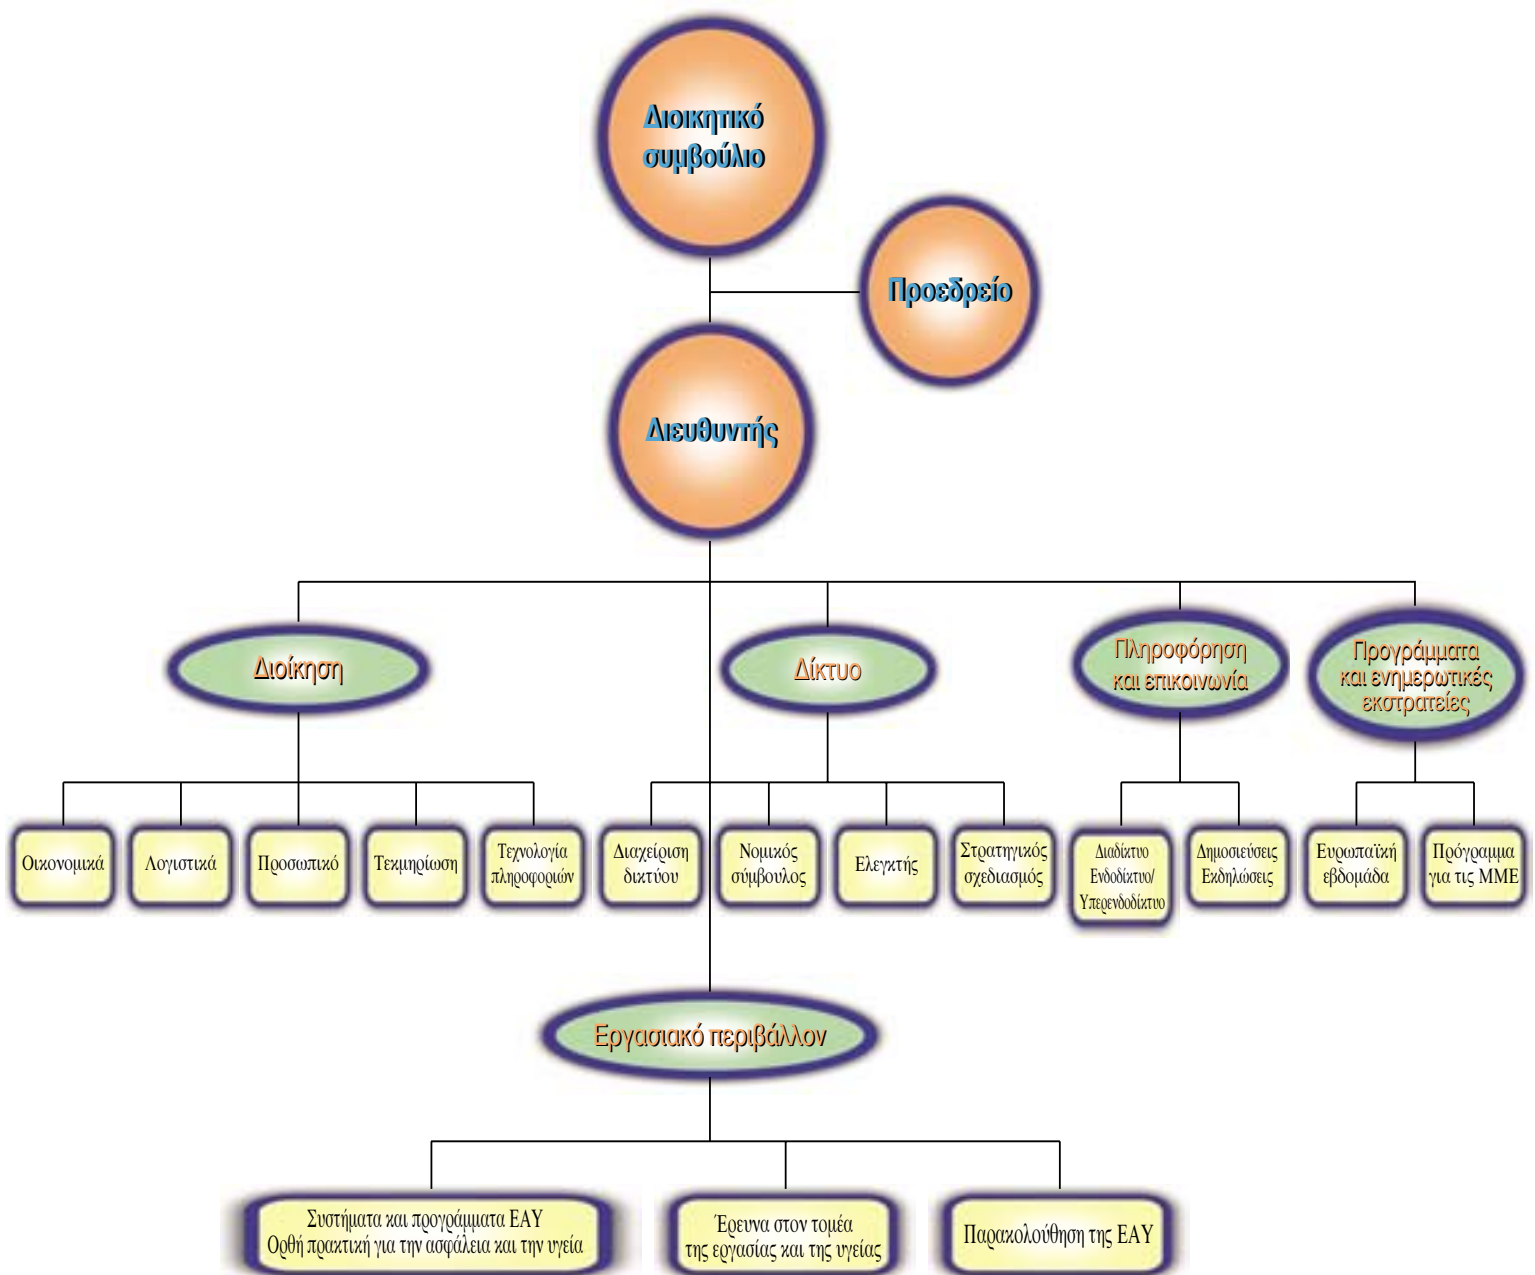 Διοικητικό
συμβούλιο
Προεδρείο
Διευθυντής
Διοίκηση
Δίκτυο
Πληροφόρηση
και επικοινωνία
Προγράμματα
και ενημερωτικές
εκστρατείες
Οικονομικά
Λογιστικά
Προσωπικό
Τεκμηρίωση
Τεχνολογία
πληροφοριών
Διαχείριση
δικτύου
Νομικός
σύμβουλος
Ελεγκτής
Στρατηγικός
σχεδιασμός
Διαδίκτυο
Ενδοδίκτυο/
Υπερενδοδίκτυο
Δημοσιεύσεις
Εκδηλώσεις
Ευρωπαϊκή
εβδομάδα
Πρόγραμμα
για τις ΜΜΕ
Εργασιακό περιβάλλον
Συστήματα και προγράμματα ΕΑΥ
Ορθή πρακτική για την ασφάλεια και την υγεία
Έρευνα στον τομέα
της εργασίας και της υγείας
Παρακολούθηση της ΕΑΥ